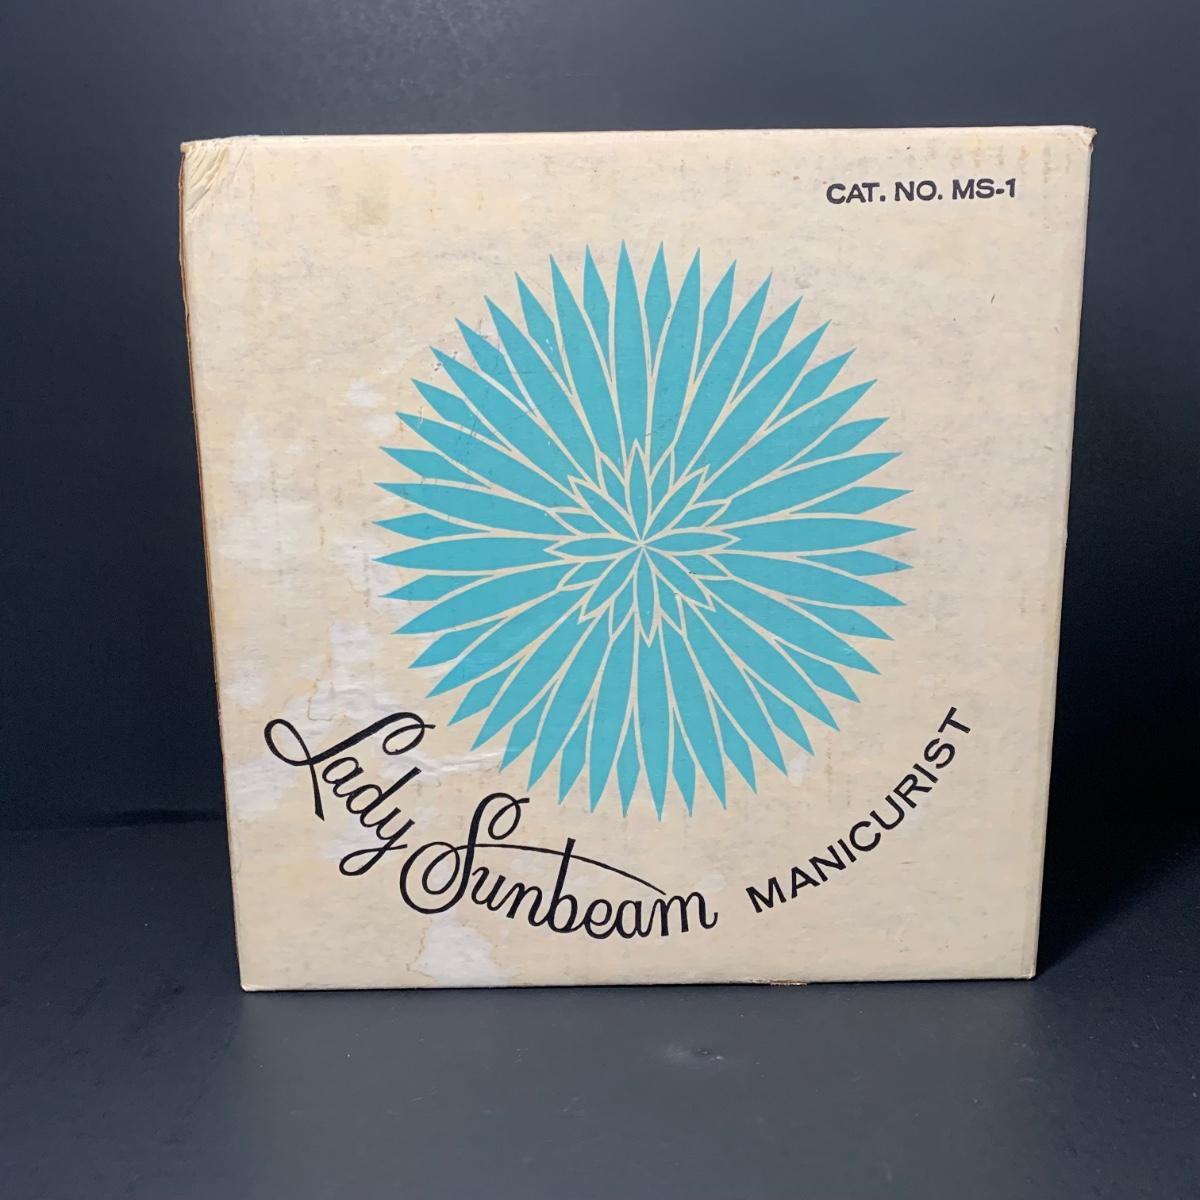 CAT. NO. MS-1
Lady Sunbeam MANICURIST